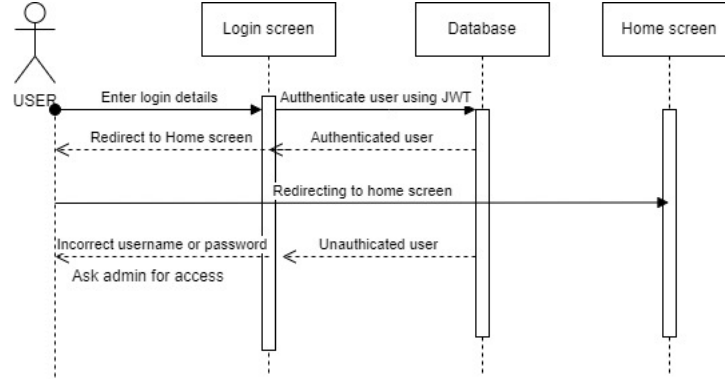 Login screen
Database
Home screen
USER
Enter login details
Autthenticate user using JWT
Redirect to Home screen
Authenticated user
Redirecting to home screen
Incorrect username or password
Unauthicated user
Ask admin for access